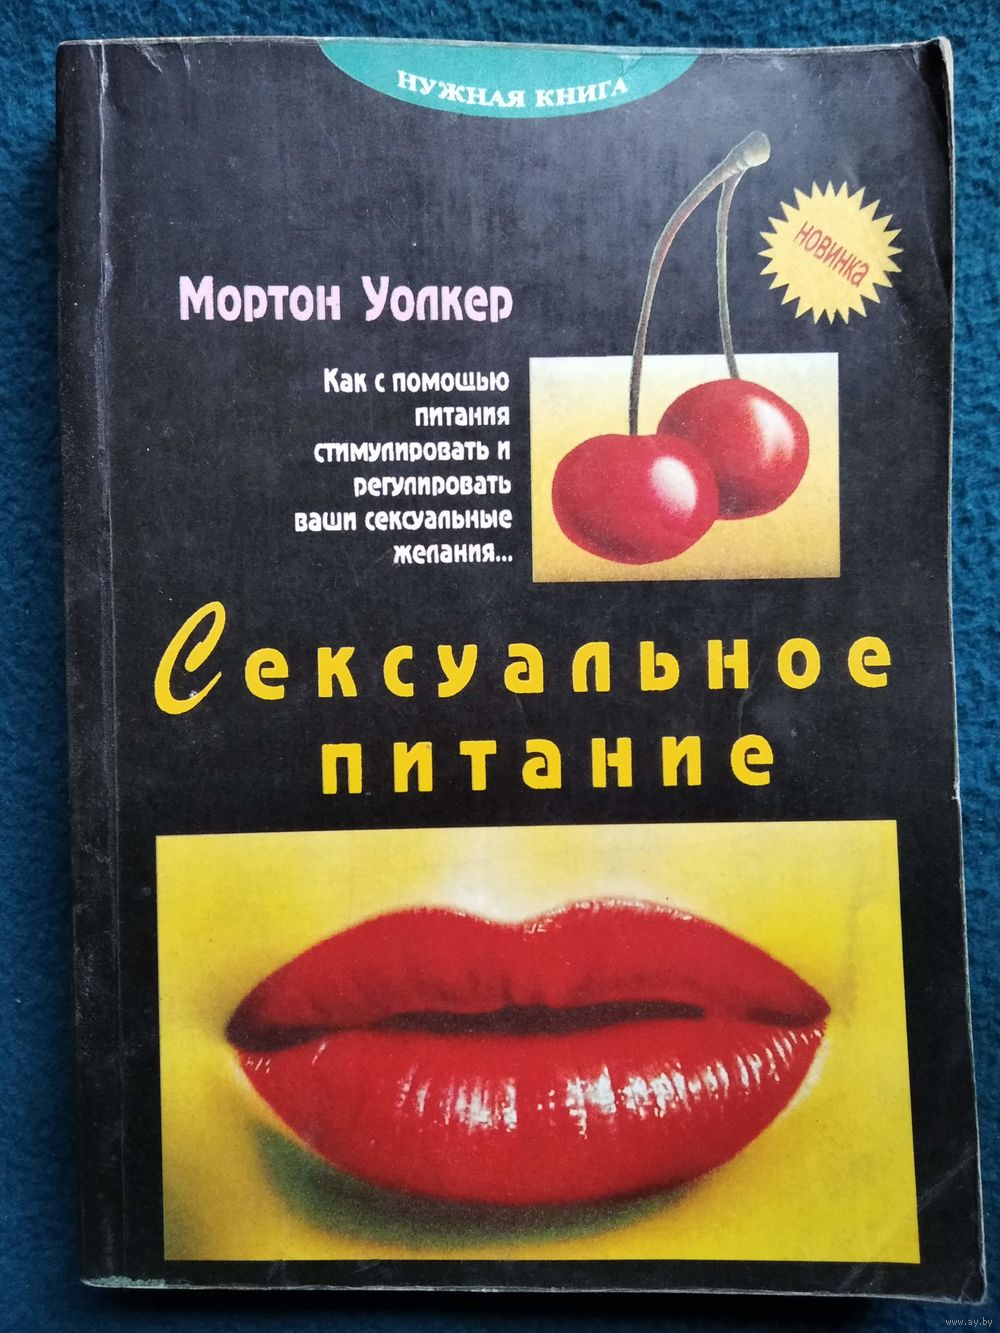 НУЖНАЯ КНИГА
НОВИНКА
Мортон Уолкер
Как с помощью
питания
стимулировать и
регулировать
ваши сексуальные
желания...
Сексуальное
питание
www.ay.by